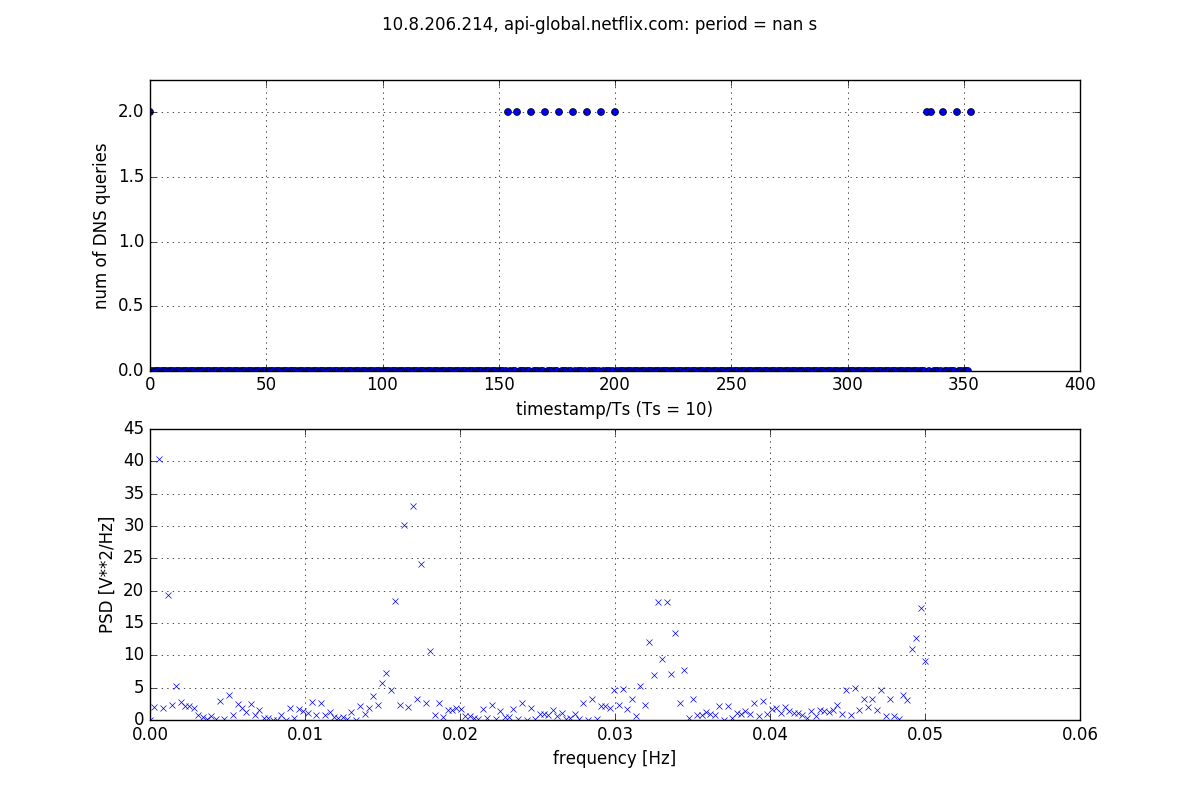 10.8.206.214, api-global.netflix.com: period = nan s
num of DNS queries
2.0
1.5
1.0
0.5
0.0
0 50 100 150 200 250 300 350 400
timestamp/Ts (Ts = 10)
PSD [V**2/Hz]
45
40
35
30
25
20
15
10
5
0
0.00 0.01 0.02 0.03 0.04 0.05 0.06
frequency [Hz]